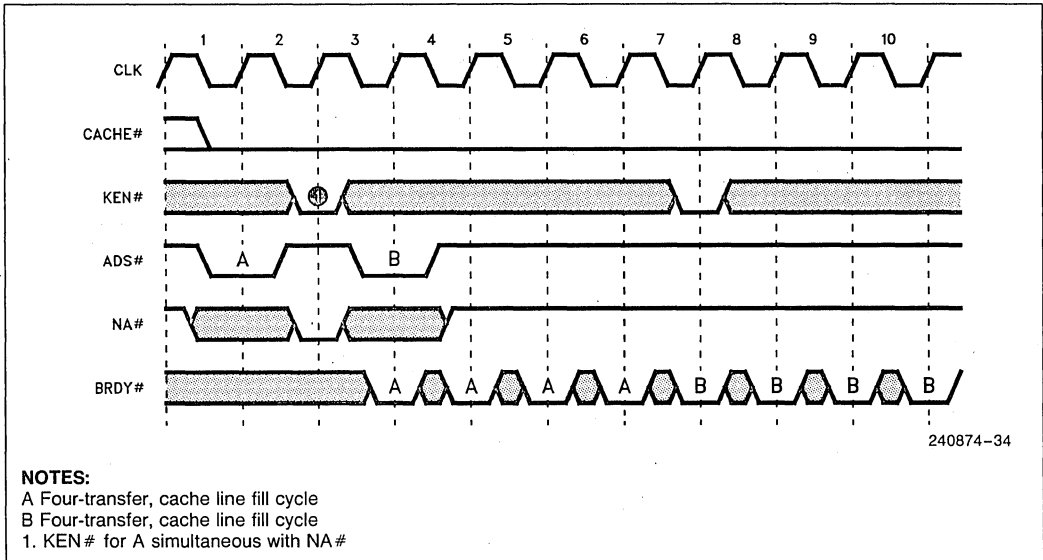 1 2 3 4 5 6 7 8 9 10
CLK
CACHE#
KEN#
ADS# A B
NA#
BRDY# A A A A B B B B
240874-34
NOTES:
A Four-transfer, cache line fill cycle
B Four-transfer, cache line fill cycle
1. KEN# for A simultaneous with NA#